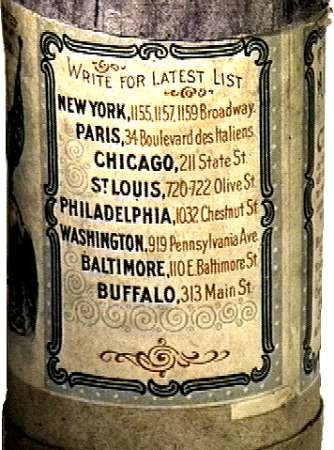 WRITE FOR LATEST LIST
NEW YORK, 1155, 1157, 1159 Broadway.
PARIS, 34 Boulevard des Italiens.
CHICAGO, 211 State St.
ST LOUIS, 720-722 Olive St.
PHILADELPHIA, 1032 Chestnut St.
WASHINGTON, 919 Pennsylvania Ave.
BALTIMORE, 110 E. Baltimore St.
BUFFALO, 313 Main St.